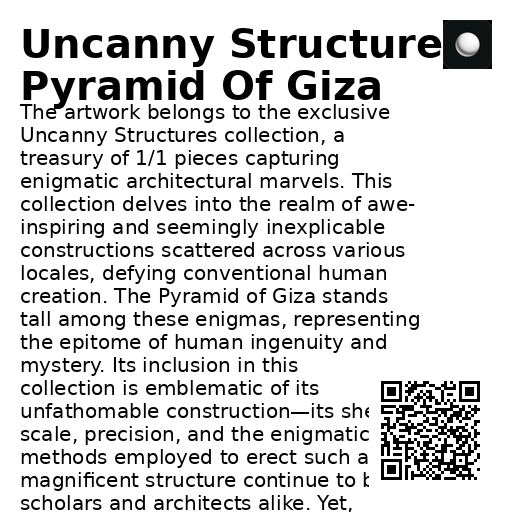 Uncanny Structure
Pyramid Of Giza
The artwork belongs to the exclusive
Uncanny Structures collection, a
treasury of 1/1 pieces capturing
enigmatic architectural marvels. This
collection delves into the realm of awe-
inspiring and seemingly inexplicable
constructions scattered across various
locales, defying conventional human
creation. The Pyramid of Giza stands
tall among these enigmas, representing
the epitome of human ingenuity and
mystery. Its inclusion in this
collection is emblematic of its
unfathomable construction—its
scale, precision, and the enigmatic
methods employed to erect such a
magnificent structure continue to
scholars and architects alike. Yet,